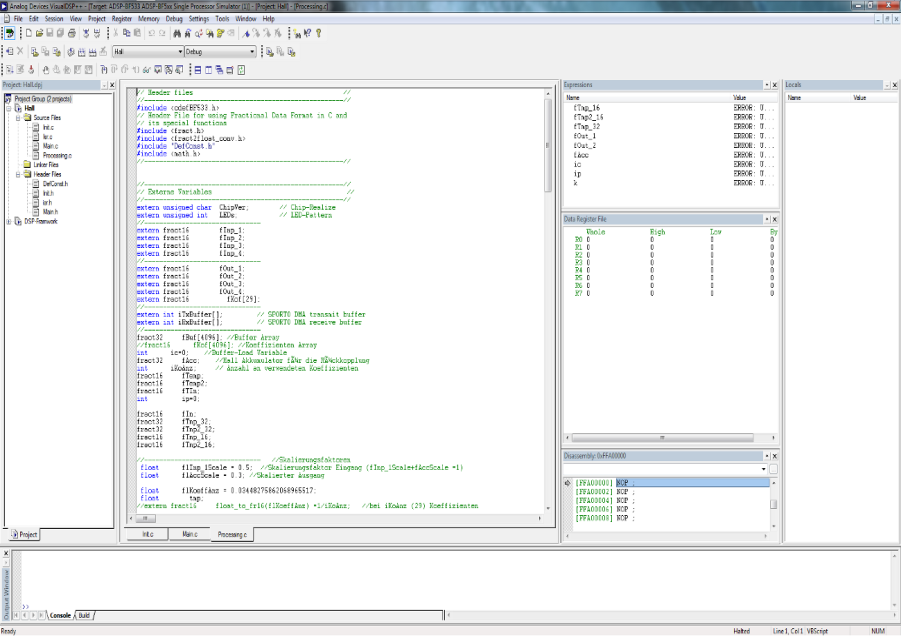 Analog Devices VisualDSP++ - [Target: ADSP-BF533 ADSP-BF5xx Single Processor Simulator [1]] - [Project: Hall] - [Processing.c]
File Edit Session View Project Register Memory Debug Settings Tools Window Help
Hall Debug
Project: Hall.dpj
Project Group (2 projects)
Hall
Source Files
Init.c
Isr.c
Main.c
Processing.c
Linker Files
Header Files
DefConst.h
Init.h
isr.h
Main.h
DSP-Framwork
Project
// Header files //
//----------------------------------------------------//
#include <cdefBF533.h>
// Header File for using Fractional Data Format in C and
// its special functions
#include <fract.h>
#include <fract2float_conv.h>
#include "DefConst.h"
#include <math.h>
//----------------------------------------------------//
//----------------------------------------------------//
// Externe Variables //
//----------------------------------------------------//
extern unsigned char ChipVer; // Chip-Realize
extern unsigned int LEDs; // LED-Pattern
//------------------------------
extern fract16 fInp_1;
extern fract16 fInp_2;
extern fract16 fInp_3;
extern fract16 fInp_4;
//------------------------------
extern fract16 fOut_1;
extern fract16 fOut_2;
extern fract16 fOut_3;
extern fract16 fOut_4;
extern fract16 fKof[29];
//------------------------------
extern int iTxBuffer[]; // SPORT0 DMA transmit buffer
extern int iRxBuffer[]; // SPORT0 DMA receive buffer
//------------------------------
fract32 fBuf[4096]; //Buffer Array
//fract16 fKof[4096]; //Koeffizienten Array
int ic=0; //Buffer-Load Variable
fract32 fAcc; //Hall Akkumulator fÃ¼r die RÃ¼ckkopplung
int iKoAnz; // Anzahl an verwendeten Koeffizienten
fract16 fTemp;
fract16 fTemp2;
fract16 fTIn;
int ip=0;
fract16 fIn;
fract32 fTmp_32;
fract32 fTmp2_32;
fract16 fTmp_16;
fract16 fTmp2_16;
//------------------------------ //Skalierungsfaktoren
float flInp_1Scale = 0.5; //Skalierungsfaktor Eingang (fInp_1Scale+fAccScale =1)
float flAccScale = 0.3; //Skalierter Ausgang
float flKoeffAnz = 0.03448275862068965517;
float tap;
//extern fract16 float_to_fr16(flKoeffAnz) =1/iKoAnz; //bei iKoAnz (29) Koeffizienten
Init.c Main.c Processing.c
Expressions
Name Value
fTmp_16 ERROR: U...
fTmp2_16 ERROR: U...
fTmp_32 ERROR: U...
fOut_1 ERROR: U...
fOut_2 ERROR: U...
fAcc ERROR: U...
ic ERROR: U...
ip ERROR: U...
k ERROR: U...
Data Register File
Whole High Low By
R0 0 0 0 0
R1 0 0 0 0
R2 0 0 0 0
R3 0 0 0 0
R4 0 0 0 0
R5 0 0 0 0
R6 0 0 0 0
R7 0 0 0 0
Disassembly: 0xFFA00000
[FFA00000] NOP ;
[FFA00002] NOP ;
[FFA00004] NOP ;
[FFA00006] NOP ;
[FFA00008] NOP ;
Locals
Name Value
Output Window
>>
Console Build
Ready Halted Line 1, Col 1 VBScript NUM